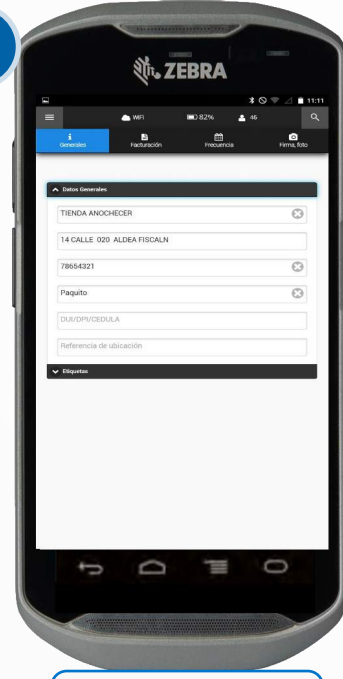 ZEBRA
11:11
WiFi 82% 46
Generales Facturación Frecuencia Firma, foto
Datos Generales
TIENDA ANOCHECER
14 CALLE 020 ALDEA FISCALN
78654321
Paquito
DUI/DPI/CEDULA
Referencia de ubicación
Etiquetas